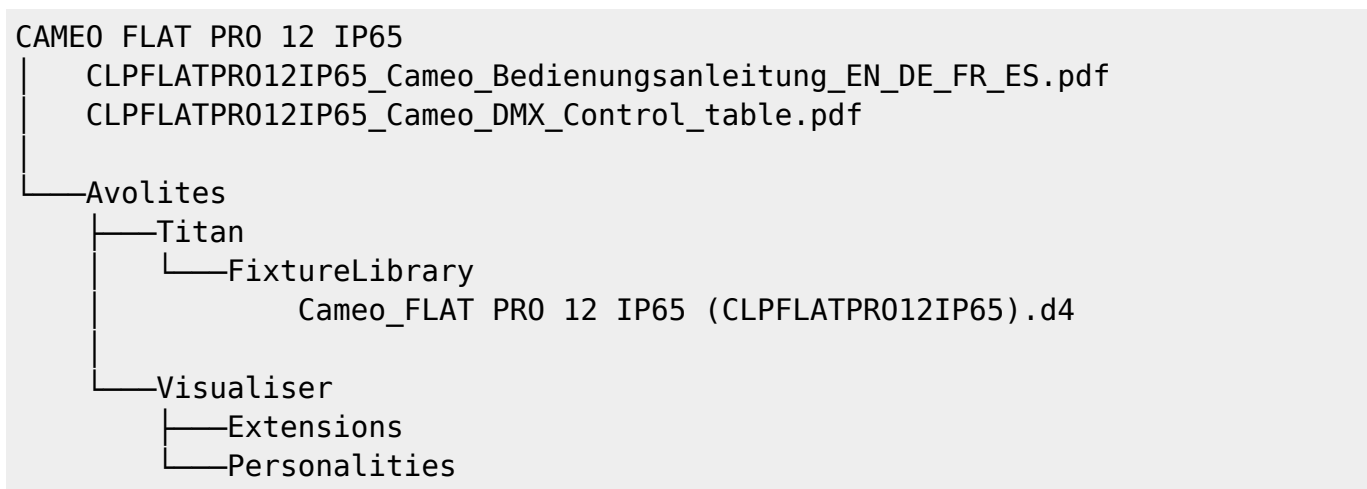 CAMEO FLAT PRO 12 IP65
│   CLPFLATPRO12IP65_Cameo_Bedienungsanleitung_EN_DE_FR_ES.pdf
│   CLPFLATPRO12IP65_Cameo_DMX_Control_table.pdf
│
└───Avolites
    ├───Titan
    │   └───FixtureLibrary
    │           Cameo_FLAT PRO 12 IP65 (CLPFLATPRO12IP65).d4
    │
    └───Visualiser
        ├───Extensions
        └───Personalities